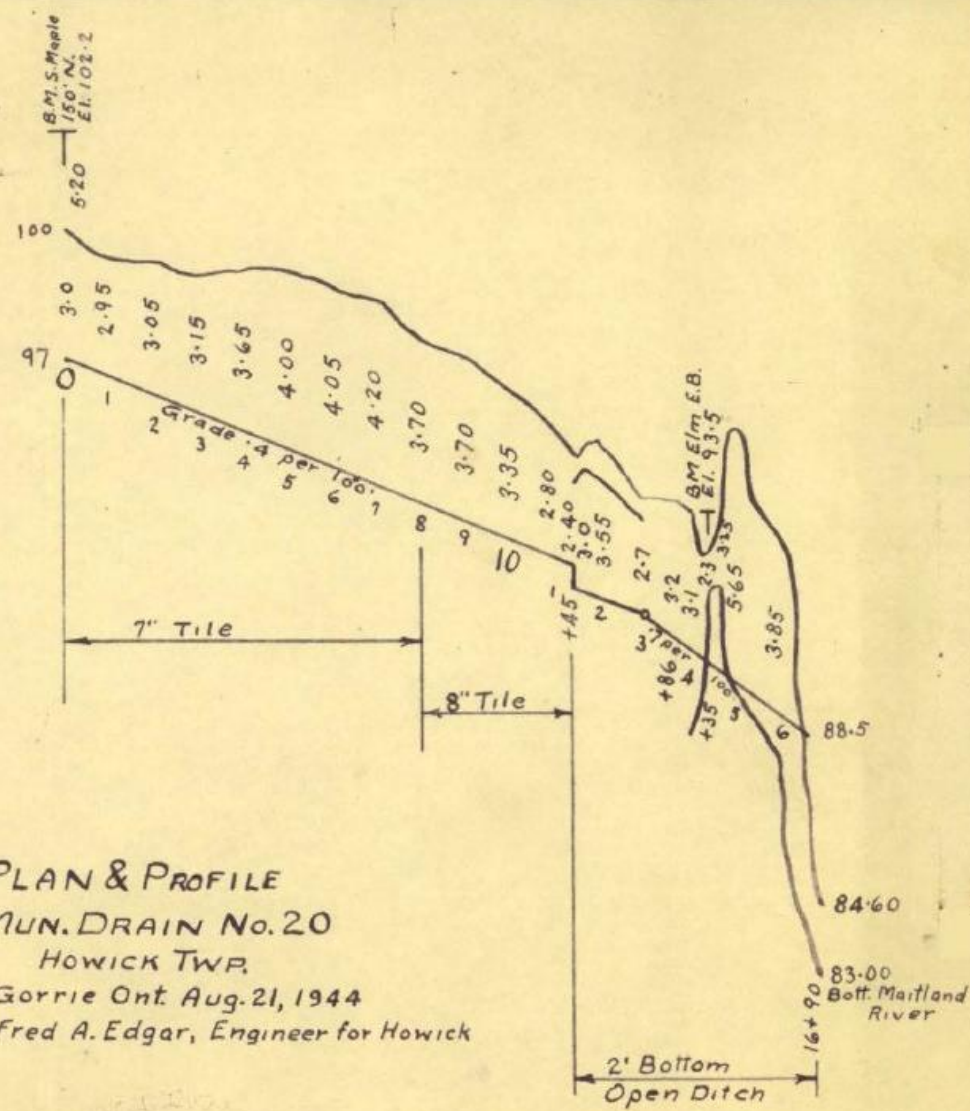 B.M.S. Maple
150' N.
El. 102.2
5.20
100
3.0
2.95
3.05
3.15
3.65
4.00
4.05
4.20
3.70
3.70
3.35
2.80
2.40
3.0
3.55
2.7
3.2
3.1
2.3
3.25
5.65
3.85
BM Elm E.B.
El. 93.5
97
0
1
2
3
4
5
6
7
8
9
10
Grade .4 per 100'
1
+45
2
3
+86
4
+35
5
6
.7 per 100'
88.5
7" Tile
8" Tile
84.60
83.00
Bott. Maitland
River
16+90
2' Bottom
Open Ditch
PLAN & PROFILE
MUN. DRAIN No. 20
HOWICK TWP.
Gorrie Ont. Aug. 21, 1944
Fred A. Edgar, Engineer for Howick